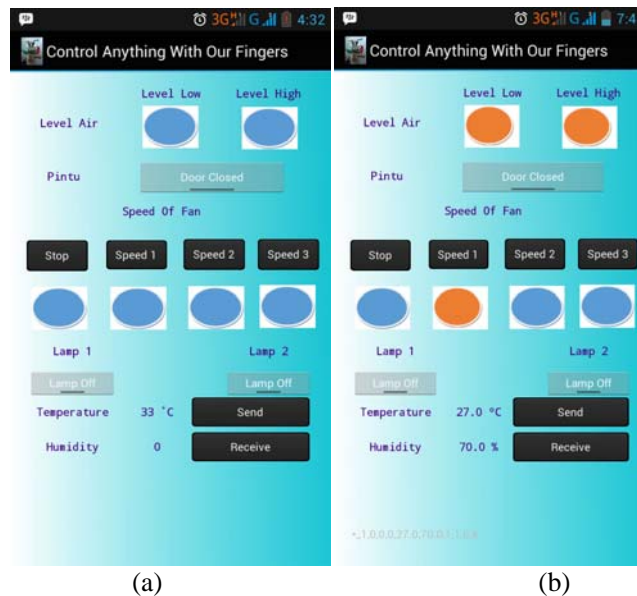 3G H G 4:32
Control Anything With Our Fingers
Level Low Level High
Level Air
Pintu Door Closed
Speed Of Fan
Stop Speed 1 Speed 2 Speed 3
Lamp 1 Lamp 2
Lamp Off Lamp Off
Temperature 33 °C Send
Humidity 0 Receive
(a)
3G H G 7:4
Control Anything With Our Fingers
Level Low Level High
Level Air
Pintu Door Closed
Speed Of Fan
Stop Speed 1 Speed 2 Speed 3
Lamp 1 Lamp 2
Lamp Off Lamp Off
Temperature 27.0 °C Send
Humidity 70.0 % Receive
(b)